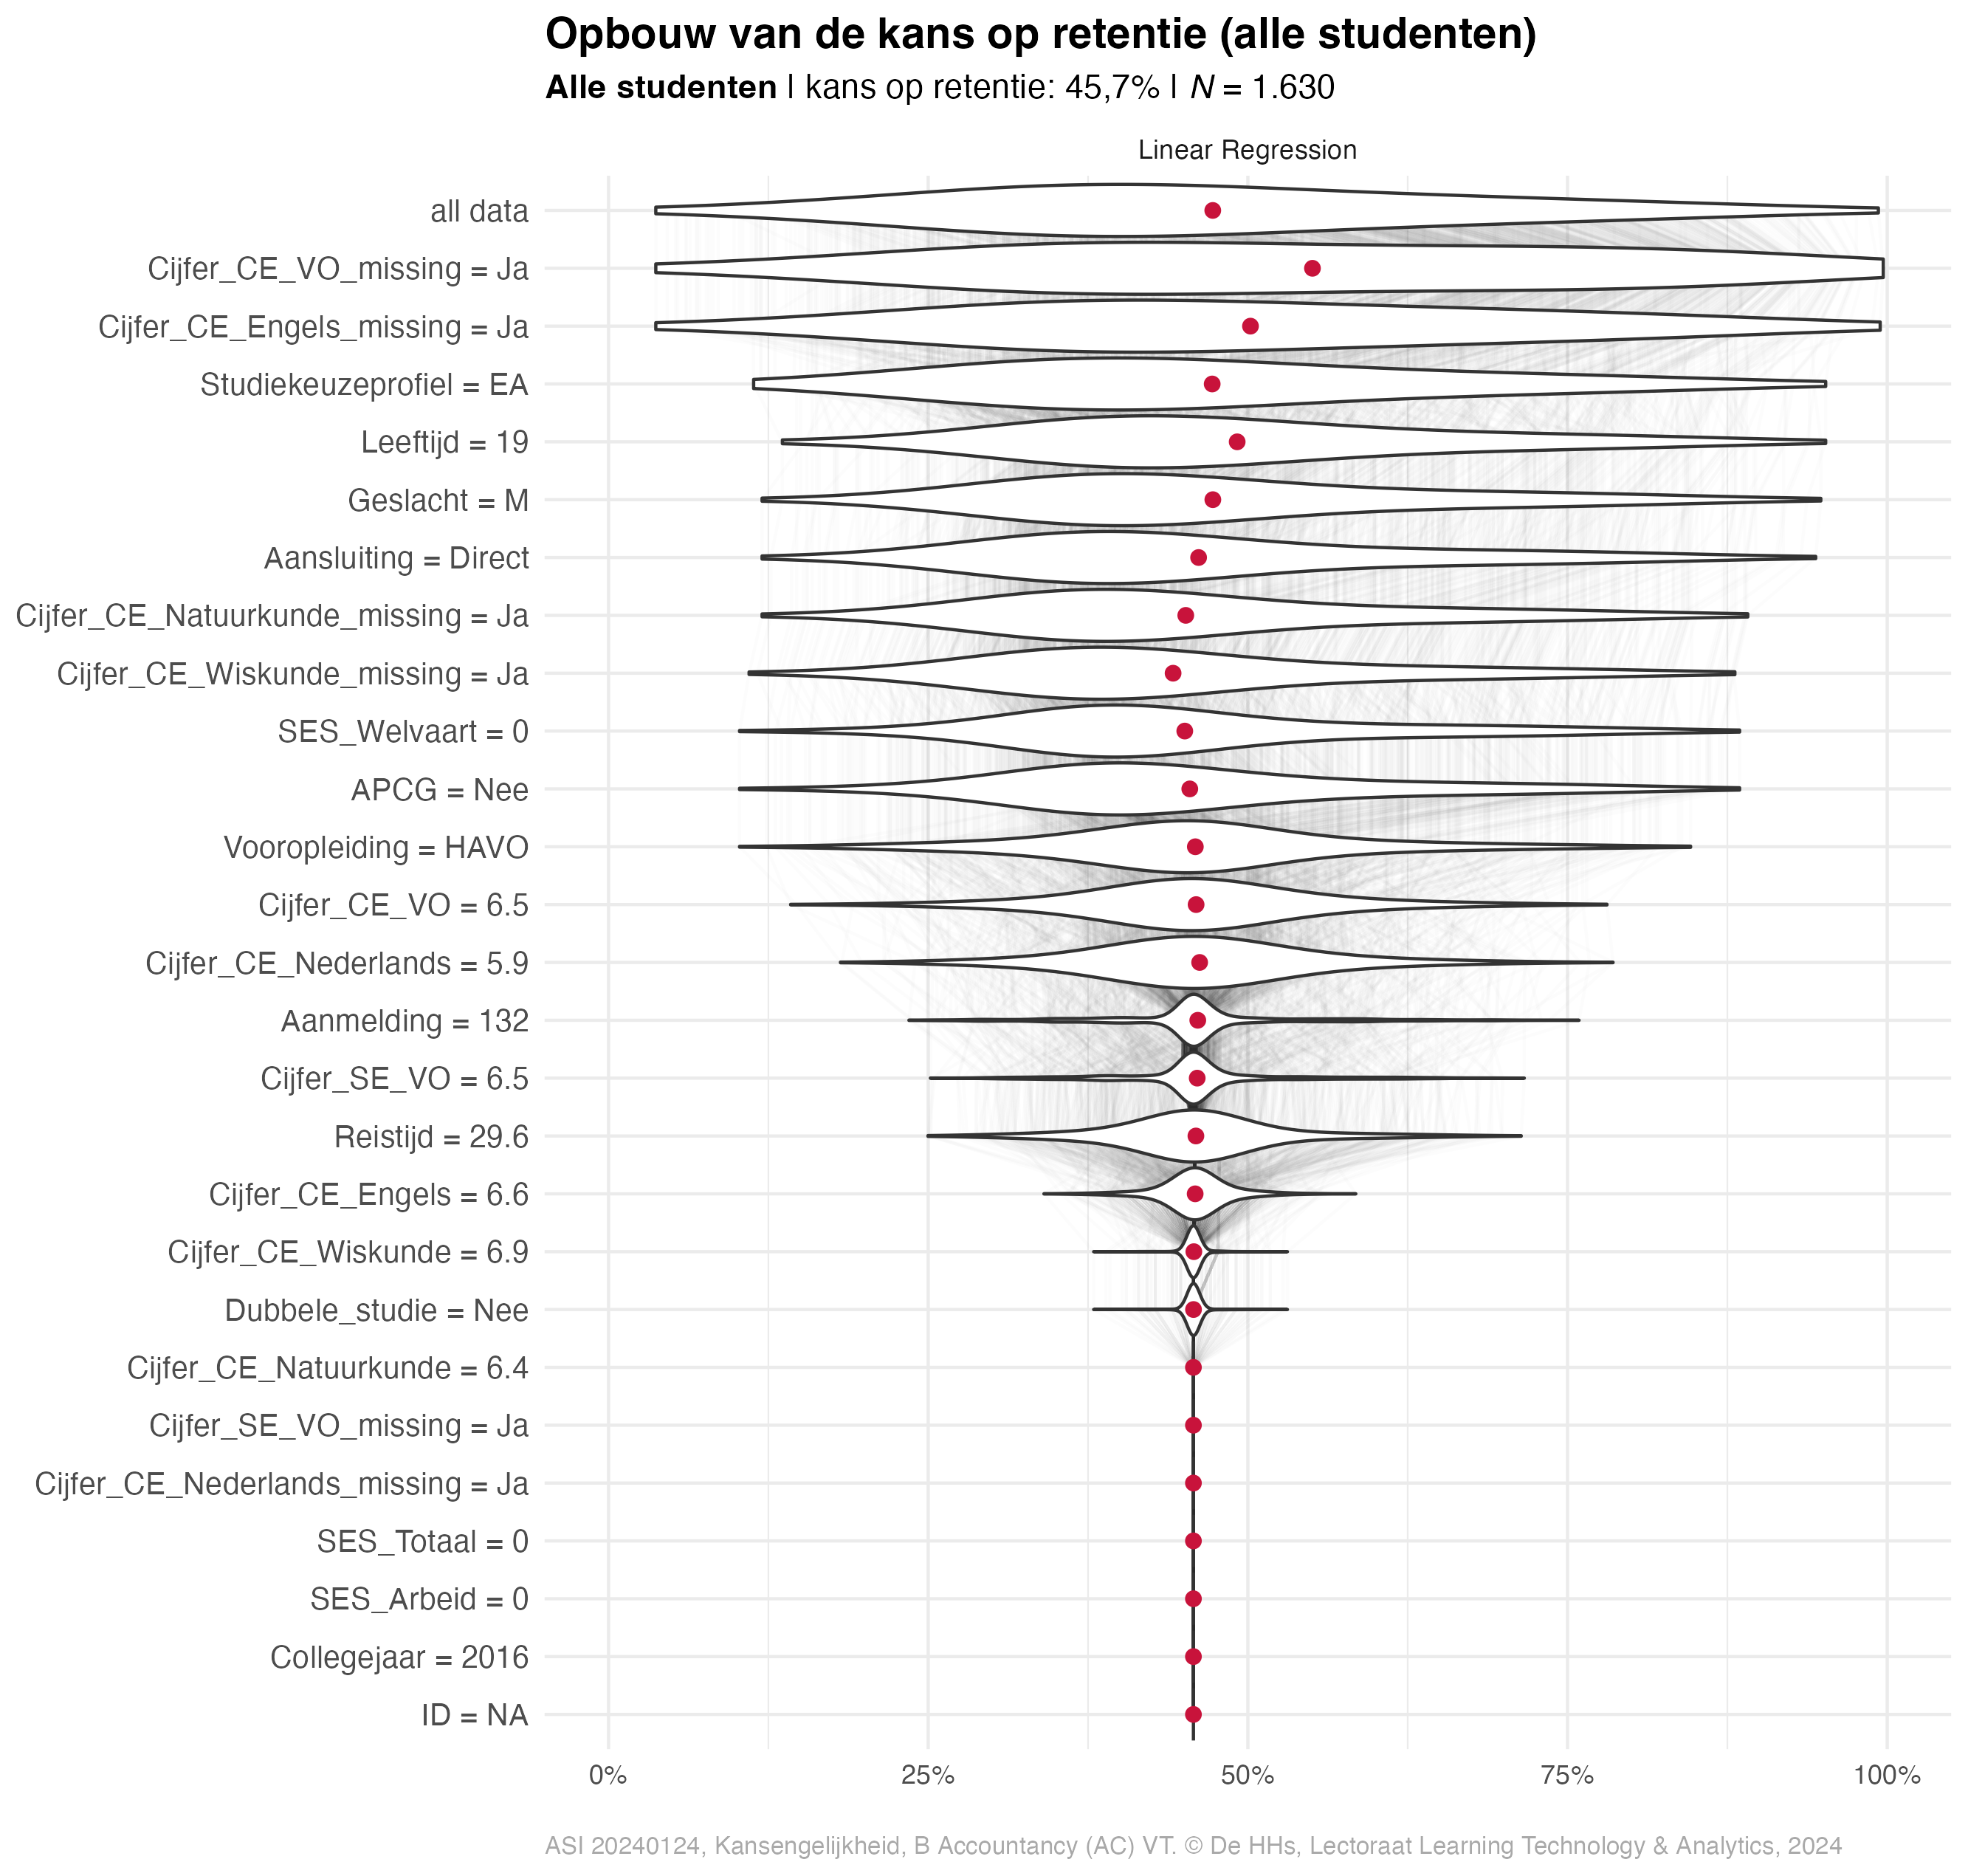 Opbouw van de kans op retentie (alle studenten)
Alle studenten | kans op retentie: 45,7% | N = 1.630
Linear Regression
all data
Cijfer_CE_VO_missing = Ja
Cijfer_CE_Engels_missing = Ja
Studiekeuzeprofiel = EA
Leeftijd = 19
Geslacht = M
Aansluiting = Direct
Cijfer_CE_Natuurkunde_missing = Ja
Cijfer_CE_Wiskunde_missing = Ja
SES_Welvaart = 0
APCG = Nee
Vooropleiding = HAVO
Cijfer_CE_VO = 6.5
Cijfer_CE_Nederlands = 5.9
Aanmelding = 132
Cijfer_SE_VO = 6.5
Reistijd = 29.6
Cijfer_CE_Engels = 6.6
Cijfer_CE_Wiskunde = 6.9
Dubbele_studie = Nee
Cijfer_CE_Natuurkunde = 6.4
Cijfer_SE_VO_missing = Ja
Cijfer_CE_Nederlands_missing = Ja
SES_Totaal = 0
SES_Arbeid = 0
Collegejaar = 2016
ID = NA
0% 25% 50% 75% 100%
ASI 20240124, Kansengelijkheid, B Accountancy (AC) VT. © De HHs, Lectoraat Learning Technology & Analytics, 2024